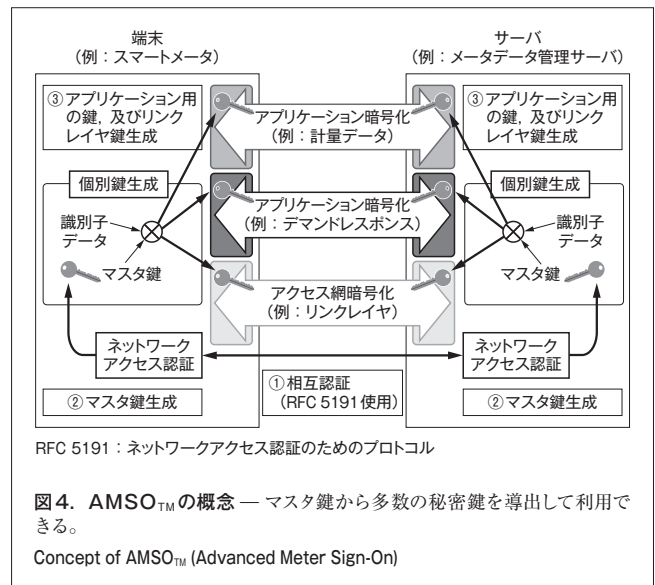 端末
（例：スマートメータ）
サーバ
（例：メータデータ管理サーバ）
③アプリケーション用
の鍵，及びリンク
レイヤ鍵生成
個別鍵生成
識別子
データ
マスタ鍵
ネットワーク
アクセス認証
②マスタ鍵生成
アプリケーション暗号化
（例：計量データ）
アプリケーション暗号化
（例：デマンドレスポンス）
アクセス網暗号化
（例：リンクレイヤ）
①相互認証
（RFC 5191使用）
③アプリケーション用
の鍵，及びリンク
レイヤ鍵生成
個別鍵生成
識別子
データ
マスタ鍵
ネットワーク
アクセス認証
②マスタ鍵生成
RFC 5191：ネットワークアクセス認証のためのプロトコル
図4．AMSO™の概念 — マスタ鍵から多数の秘密鍵を導出して利用で
きる。
Concept of AMSO™ (Advanced Meter Sign-On)